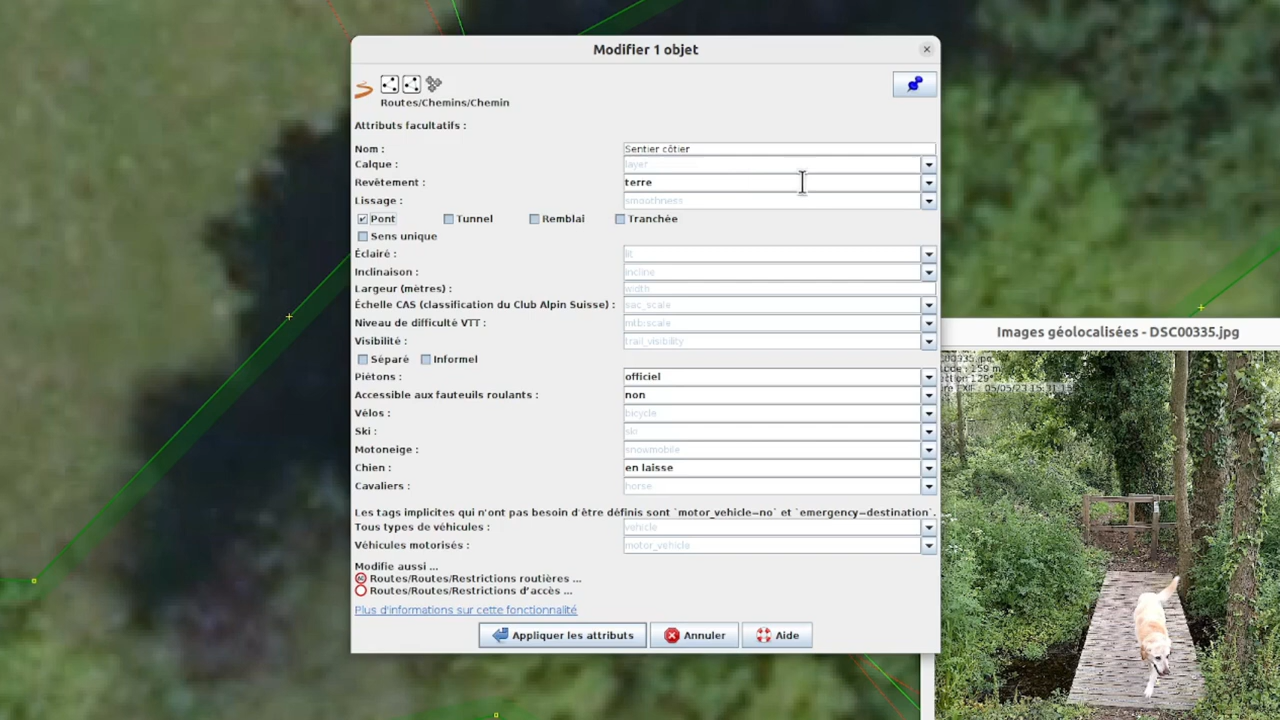 Modifier 1 objet
Routes/Chemins/Chemin
Attributs facultatifs :
Nom : Sentier côtier
Calque : layer
Revêtement : terre
Lissage : smoothness
Pont Tunnel Remblai Tranchée
Sens unique
Éclairé : lit
Inclinaison : incline
Largeur (mètres) : width
Échelle CAS (classification du Club Alpin Suisse) : sac_scale
Niveau de difficulté VTT : mtb:scale
Visibilité : trail_visibility
Séparé Informel
Piétons : officiel
Accessible aux fauteuils roulants : non
Vélos : bicycle
Ski : ski
Motoneige : snowmobile
Chien : en laisse
Cavaliers : horse
Les tags implicites qui n'ont pas besoin d'être définis sont `motor_vehicle=no` et `emergency=destination`.
Tous types de véhicules : vehicle
Véhicules motorisés : motor_vehicle
Modifie aussi ...
Routes/Routes/Restrictions routières ...
Routes/Routes/Restrictions d'accès ...
Plus d'informations sur cette fonctionnalité
Appliquer les attributs Annuler Aide
Images géolocalisées - DSC00335.jpg